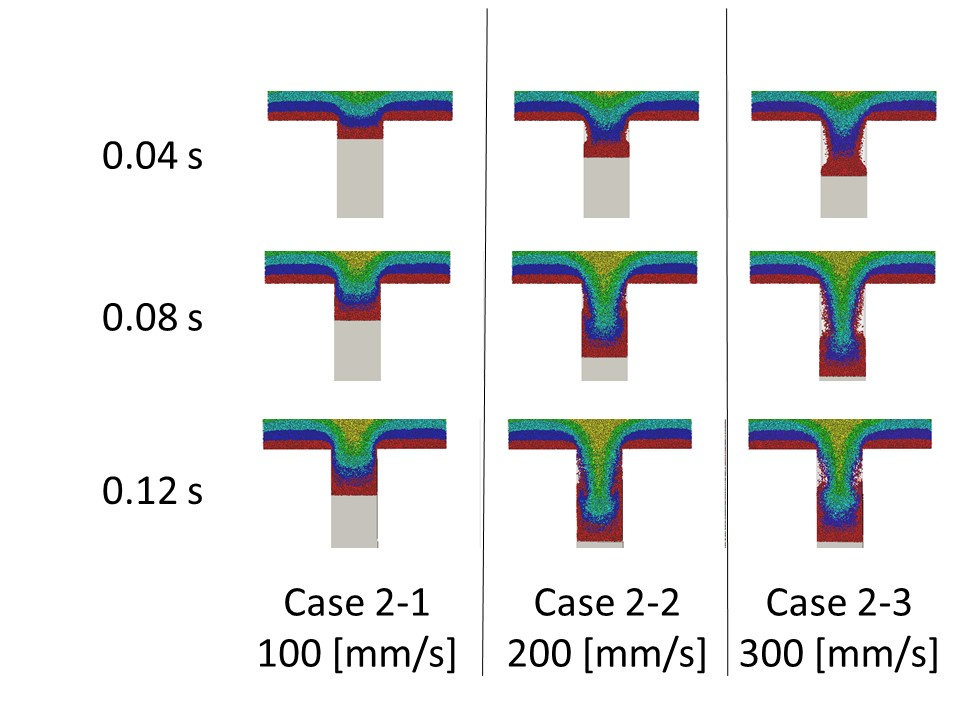 0.04 s
0.08 s
0.12 s
Case 2-1
100 [mm/s]
Case 2-2
200 [mm/s]
Case 2-3
300 [mm/s]